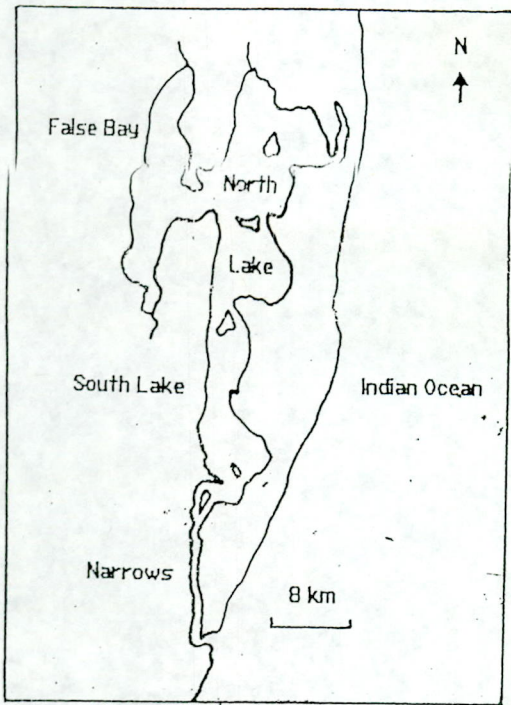 N
False Bay
North
Lake
South Lake
Indian Ocean
Narrows
8 km